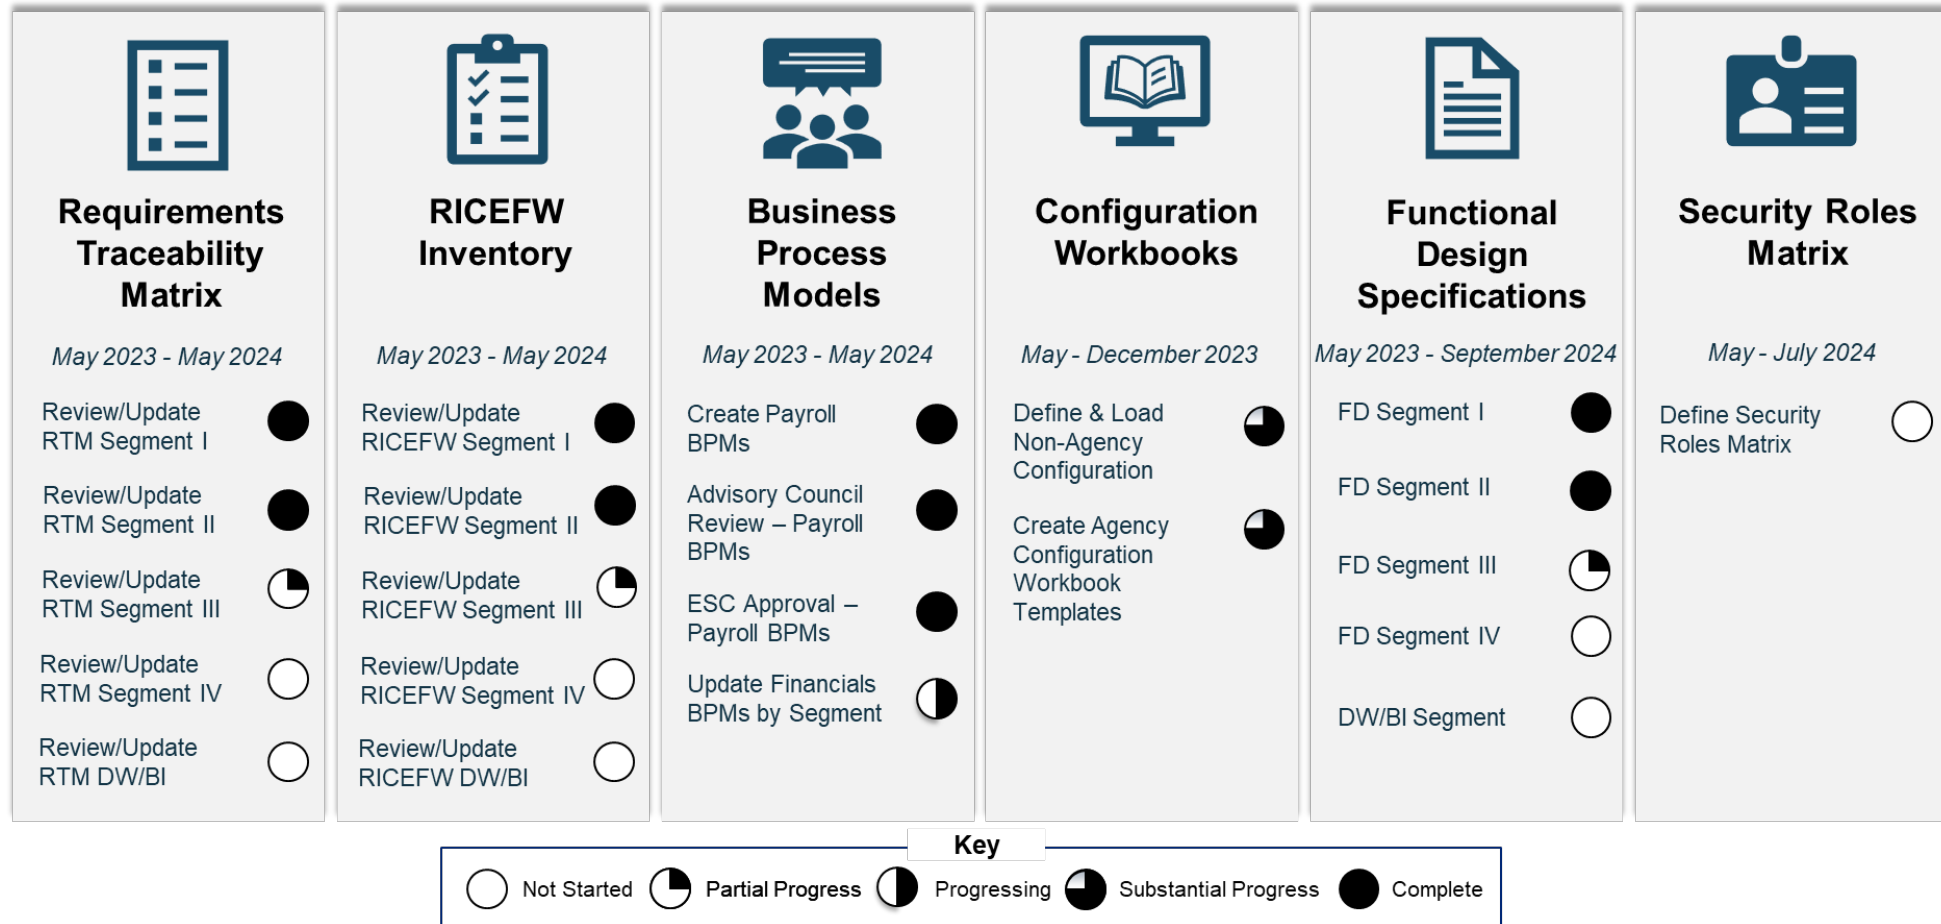 Requirements
Traceability
Matrix
May 2023 - May 2024
Review/Update
RTM Segment I
Review/Update
RTM Segment II
Review/Update
RTM Segment III
Review/Update
RTM Segment IV
Review/Update
RTM DW/BI
RICEFW
Inventory
May 2023 - May 2024
Review/Update
RICEFW Segment I
Review/Update
RICEFW Segment II
Review/Update
RICEFW Segment III
Review/Update
RICEFW Segment IV
Review/Update
RICEFW DW/BI
Business
Process
Models
May 2023 - May 2024
Create Payroll
BPMs
Advisory Council
Review – Payroll
BPMs
ESC Approval –
Payroll BPMs
Update Financials
BPMs by Segment
Configuration
Workbooks
May - December 2023
Define & Load
Non-Agency
Configuration
Create Agency
Configuration
Workbook
Templates
Functional
Design
Specifications
May 2023 - September 2024
FD Segment I
FD Segment II
FD Segment III
FD Segment IV
DW/BI Segment
Security Roles
Matrix
May - July 2024
Define Security
Roles Matrix
Key
Not Started
Partial Progress
Progressing
Substantial Progress
Complete